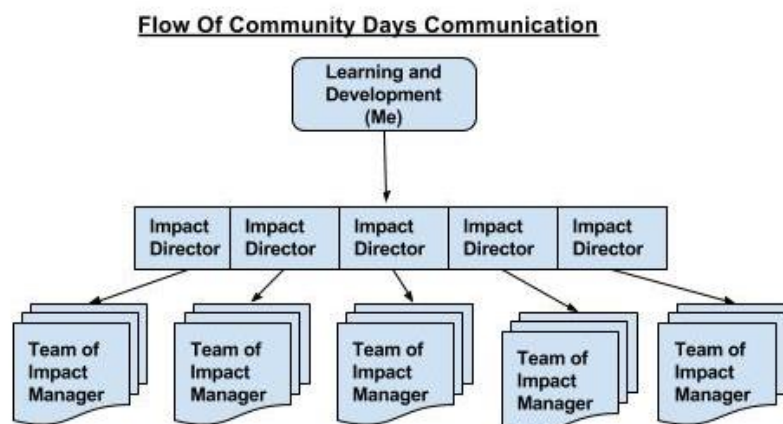 Flow Of Community Days Communication
Learning and
Development
(Me)
Impact
Director
Impact
Director
Impact
Director
Impact
Director
Impact
Director
Team of
Impact
Manager
Team of
Impact
Manager
Team of
Impact
Manager
Team of
Impact
Manager
Team of
Impact
Manager